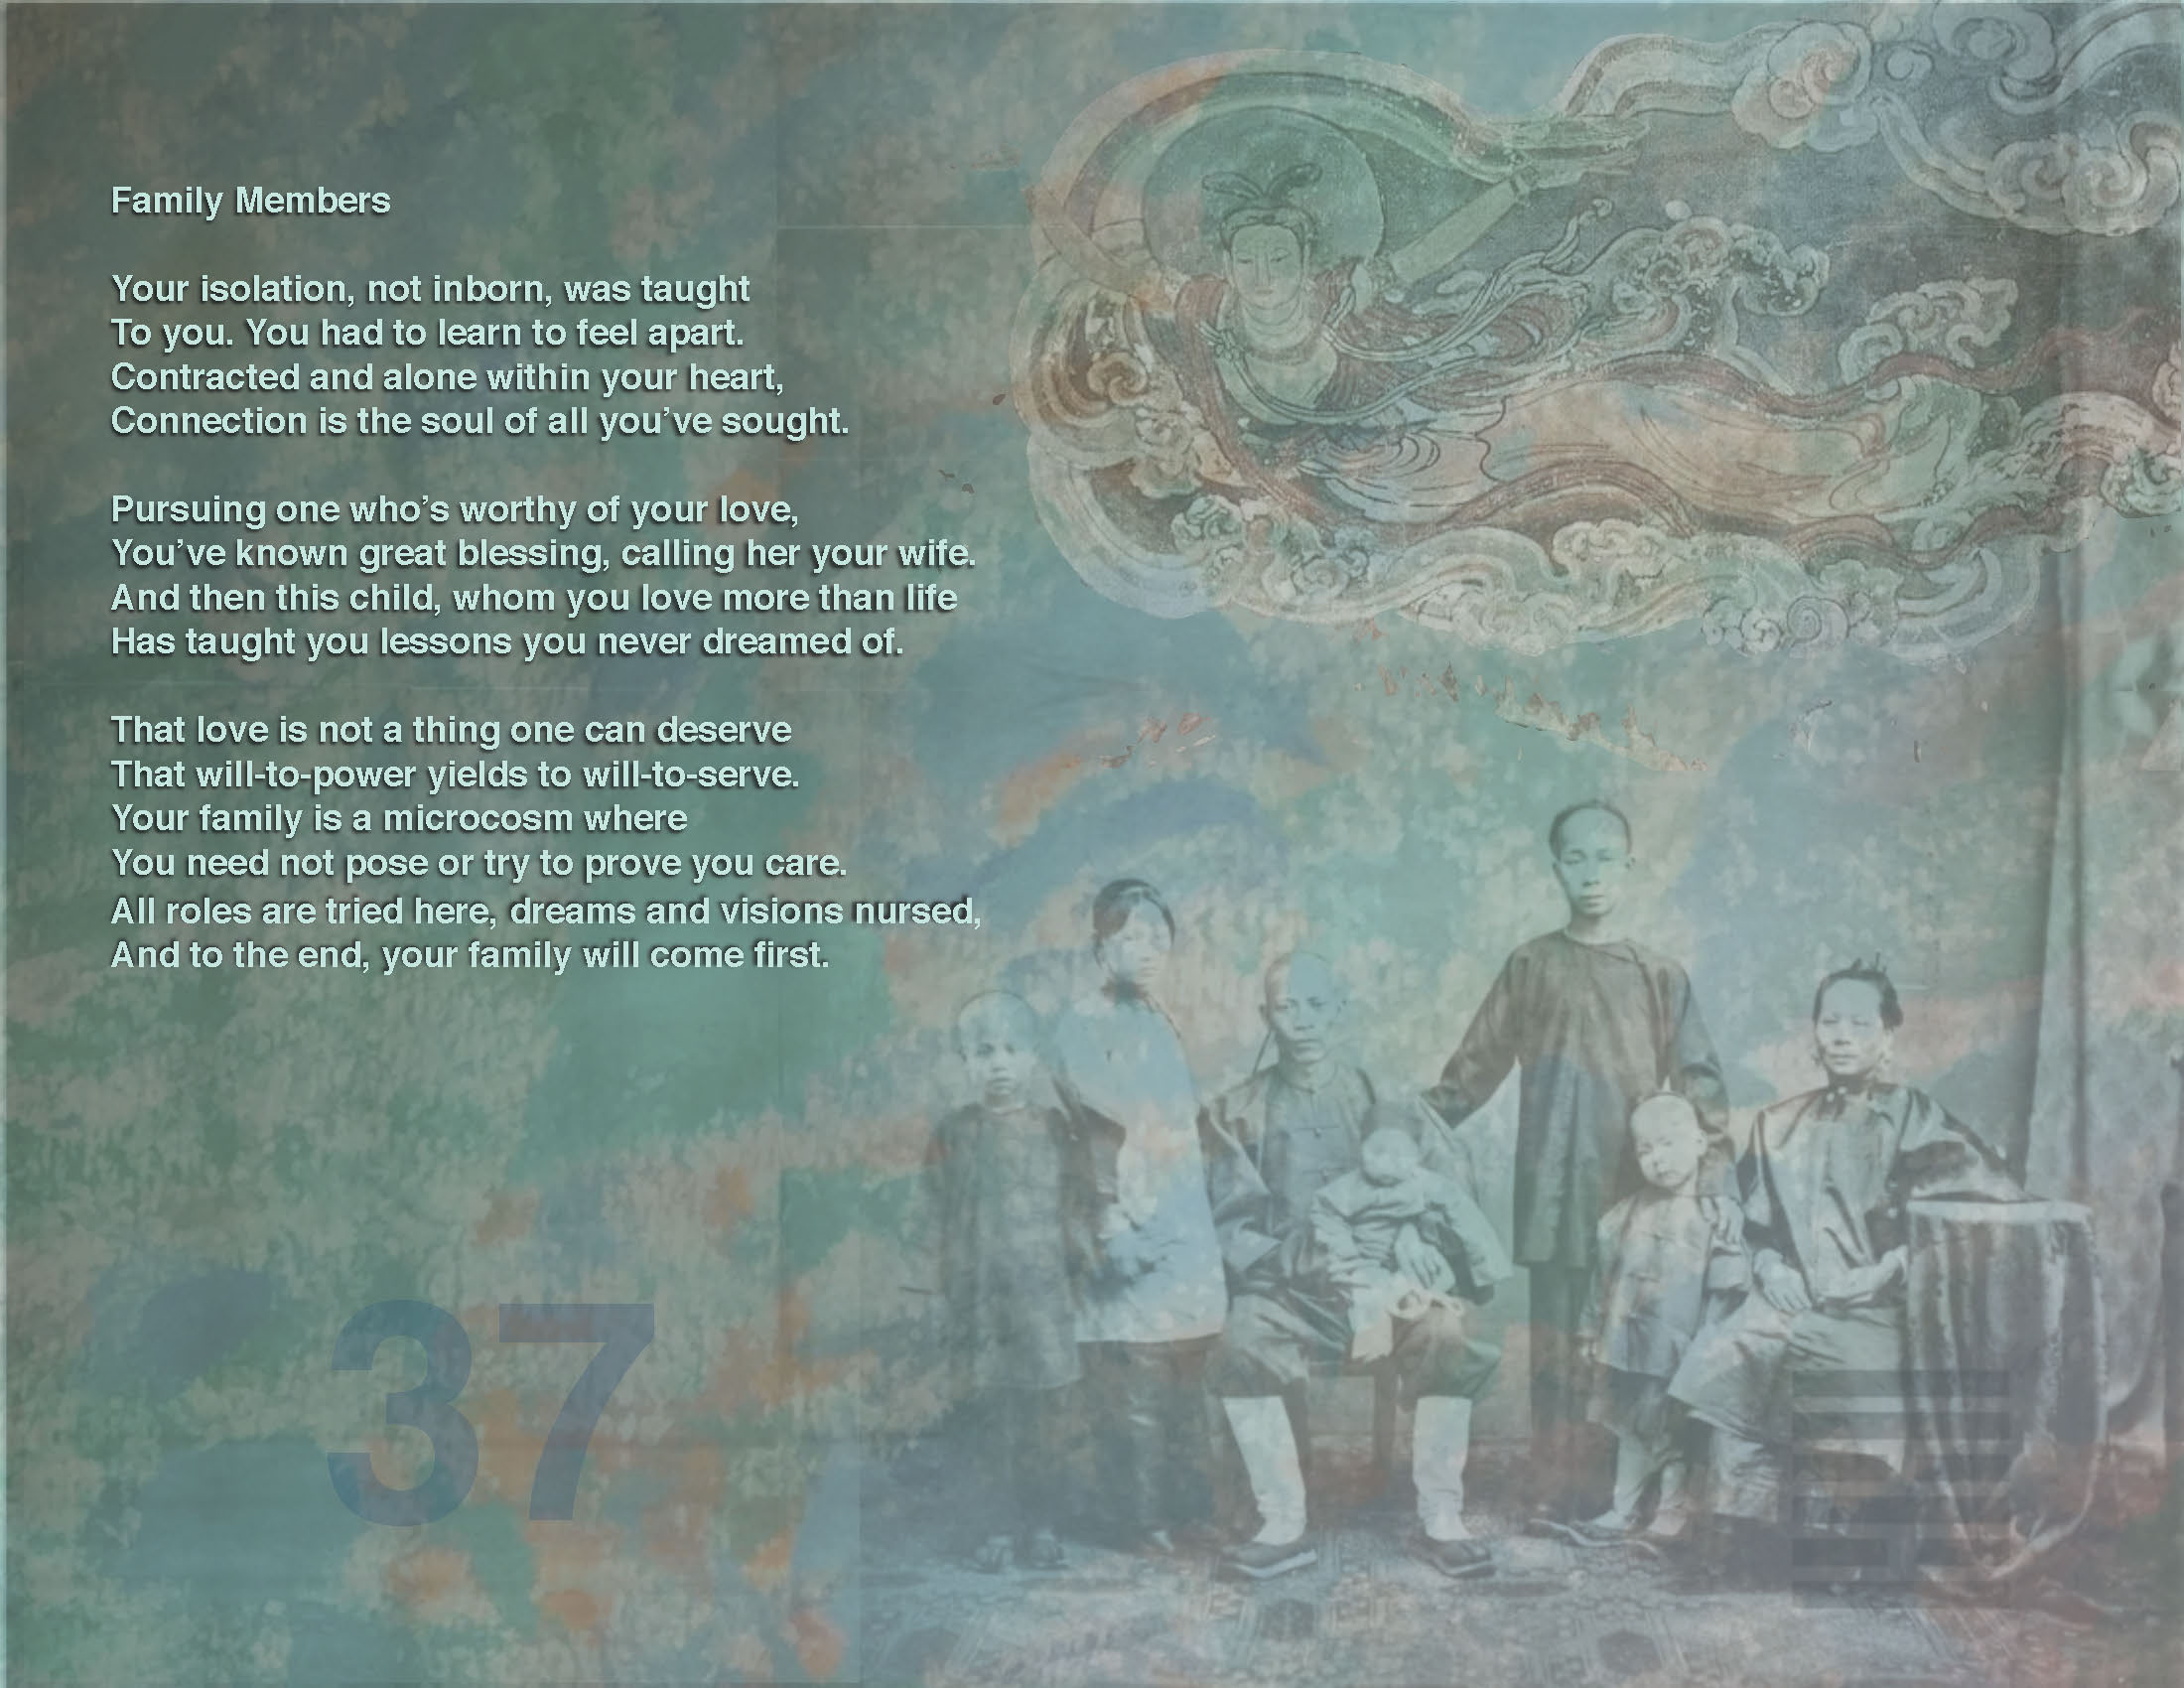 Family Members
Your isolation, not inborn, was taught
To you. You had to learn to feel apart.
Contracted and alone within your heart,
Connection is the soul of all you’ve sought.
Pursuing one who’s worthy of your love,
You’ve known great blessing, calling her your wife.
And then this child, whom you love more than life
Has taught you lessons you never dreamed of.
That love is not a thing one can deserve
That will-to-power yields to will-to-serve.
Your family is a microcosm where
You need not pose or try to prove you care.
All roles are tried here, dreams and visions nursed,
And to the end, your family will come first.
37